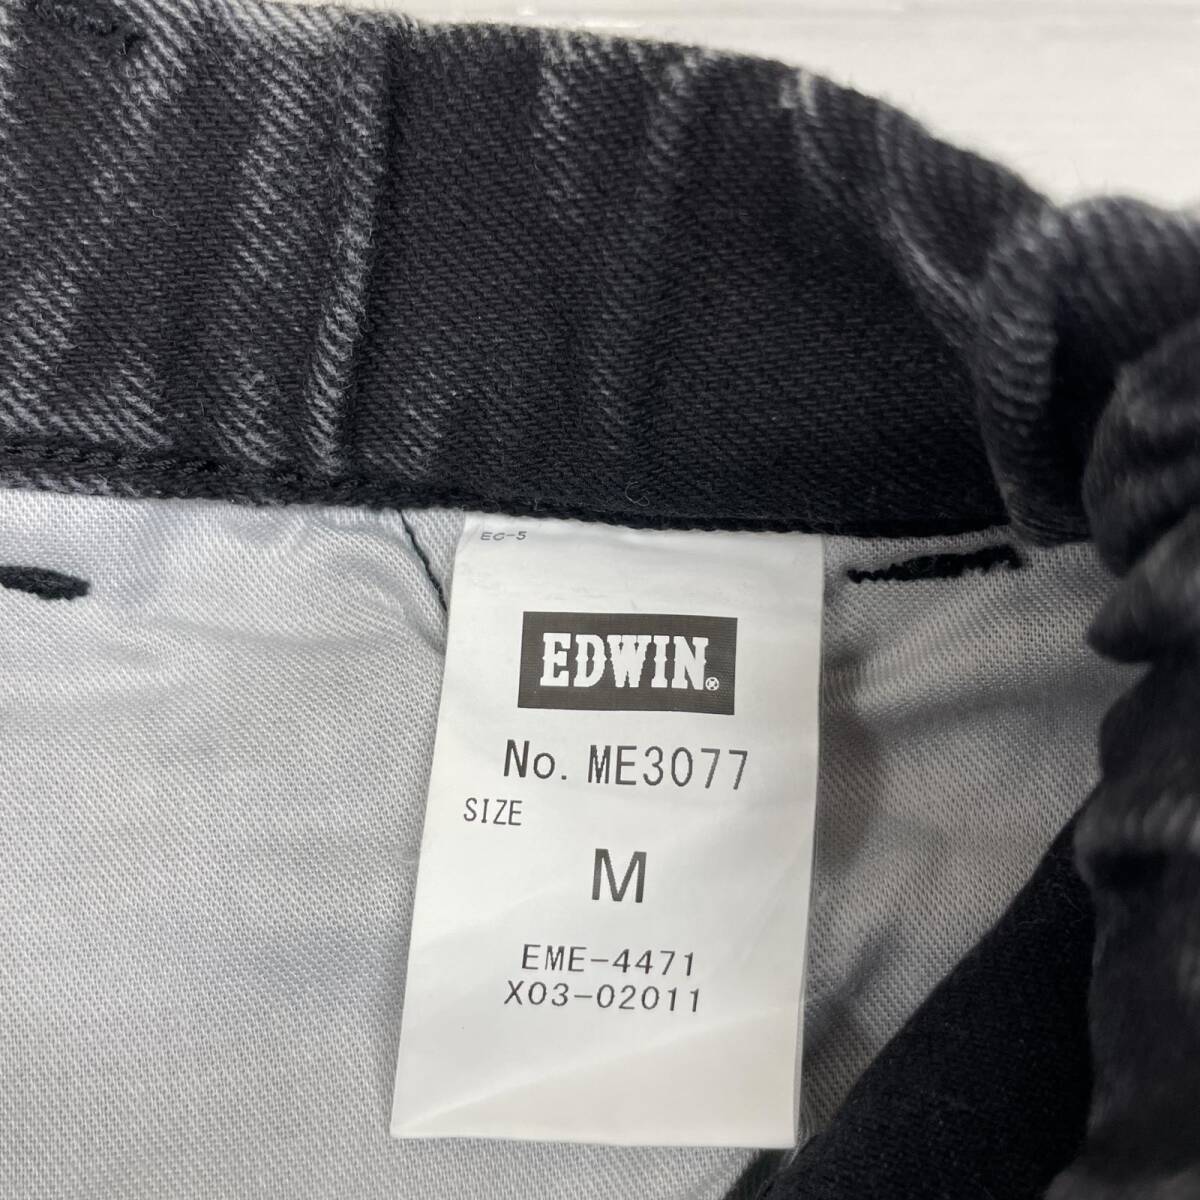 EC-5
EDWIN®
No. ME3077
SIZE
M
EME-4471
X03-02011